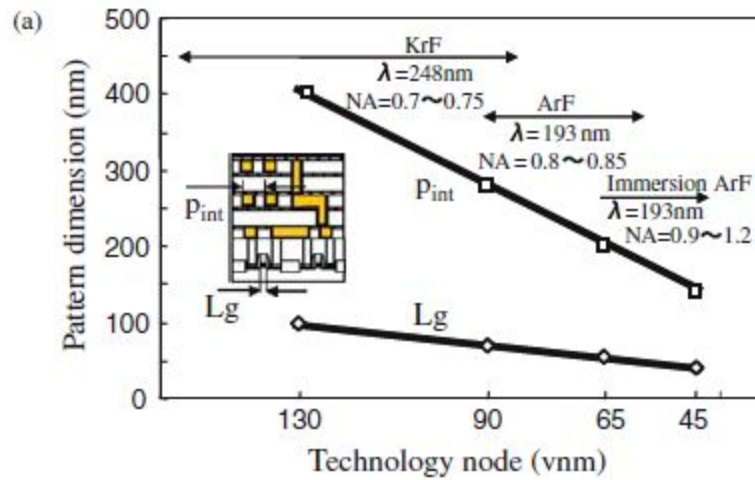 (a)
500
400
300
200
100
0
Pattern dimension (nm)
KrF
λ=248nm
NA=0.7～0.75
ArF
λ=193 nm
NA=0.8～0.85
Immersion ArF
λ=193nm
NA=0.9～1.2
pint
pint
Lg
Lg
130 90 65 45
Technology node (vnm)